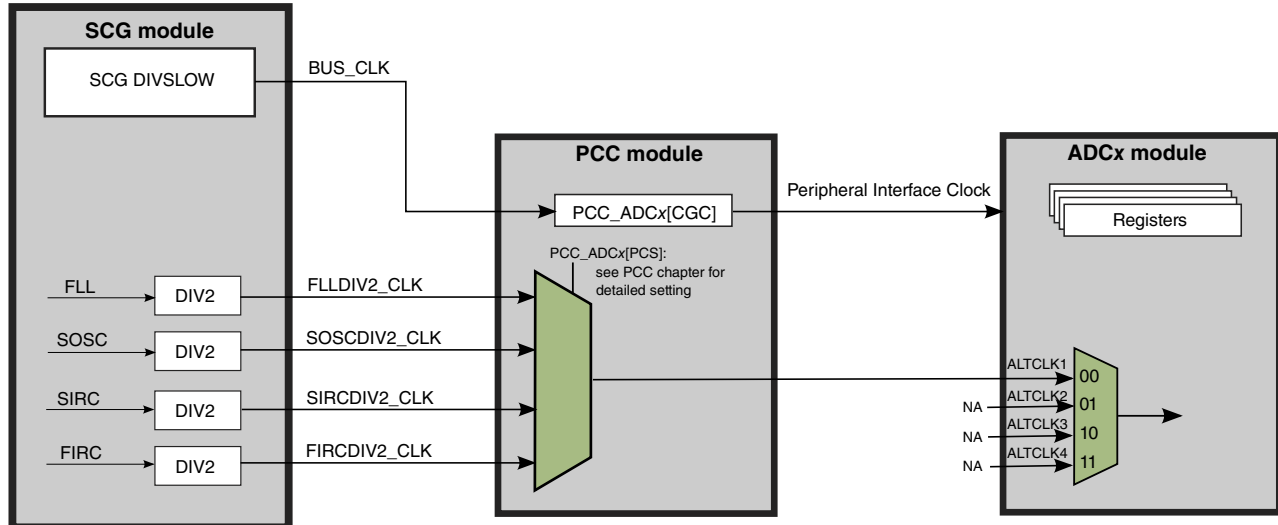 SCG module
SCG DIVSLOW
BUS_CLK
PCC module
ADCx module
PCC_ADCx[CGC]
Peripheral Interface Clock
Registers
PCC_ADCx[PCS]:
see PCC chapter for
detailed setting
FLL
DIV2
FLLDIV2_CLK
SOSC
DIV2
SOSCDIV2_CLK
SIRC
DIV2
SIRCDIV2_CLK
FIRC
DIV2
FIRCDIV2_CLK
ALTCLK1
00
NA
ALTCLK2
01
NA
ALTCLK3
10
NA
ALTCLK4
11